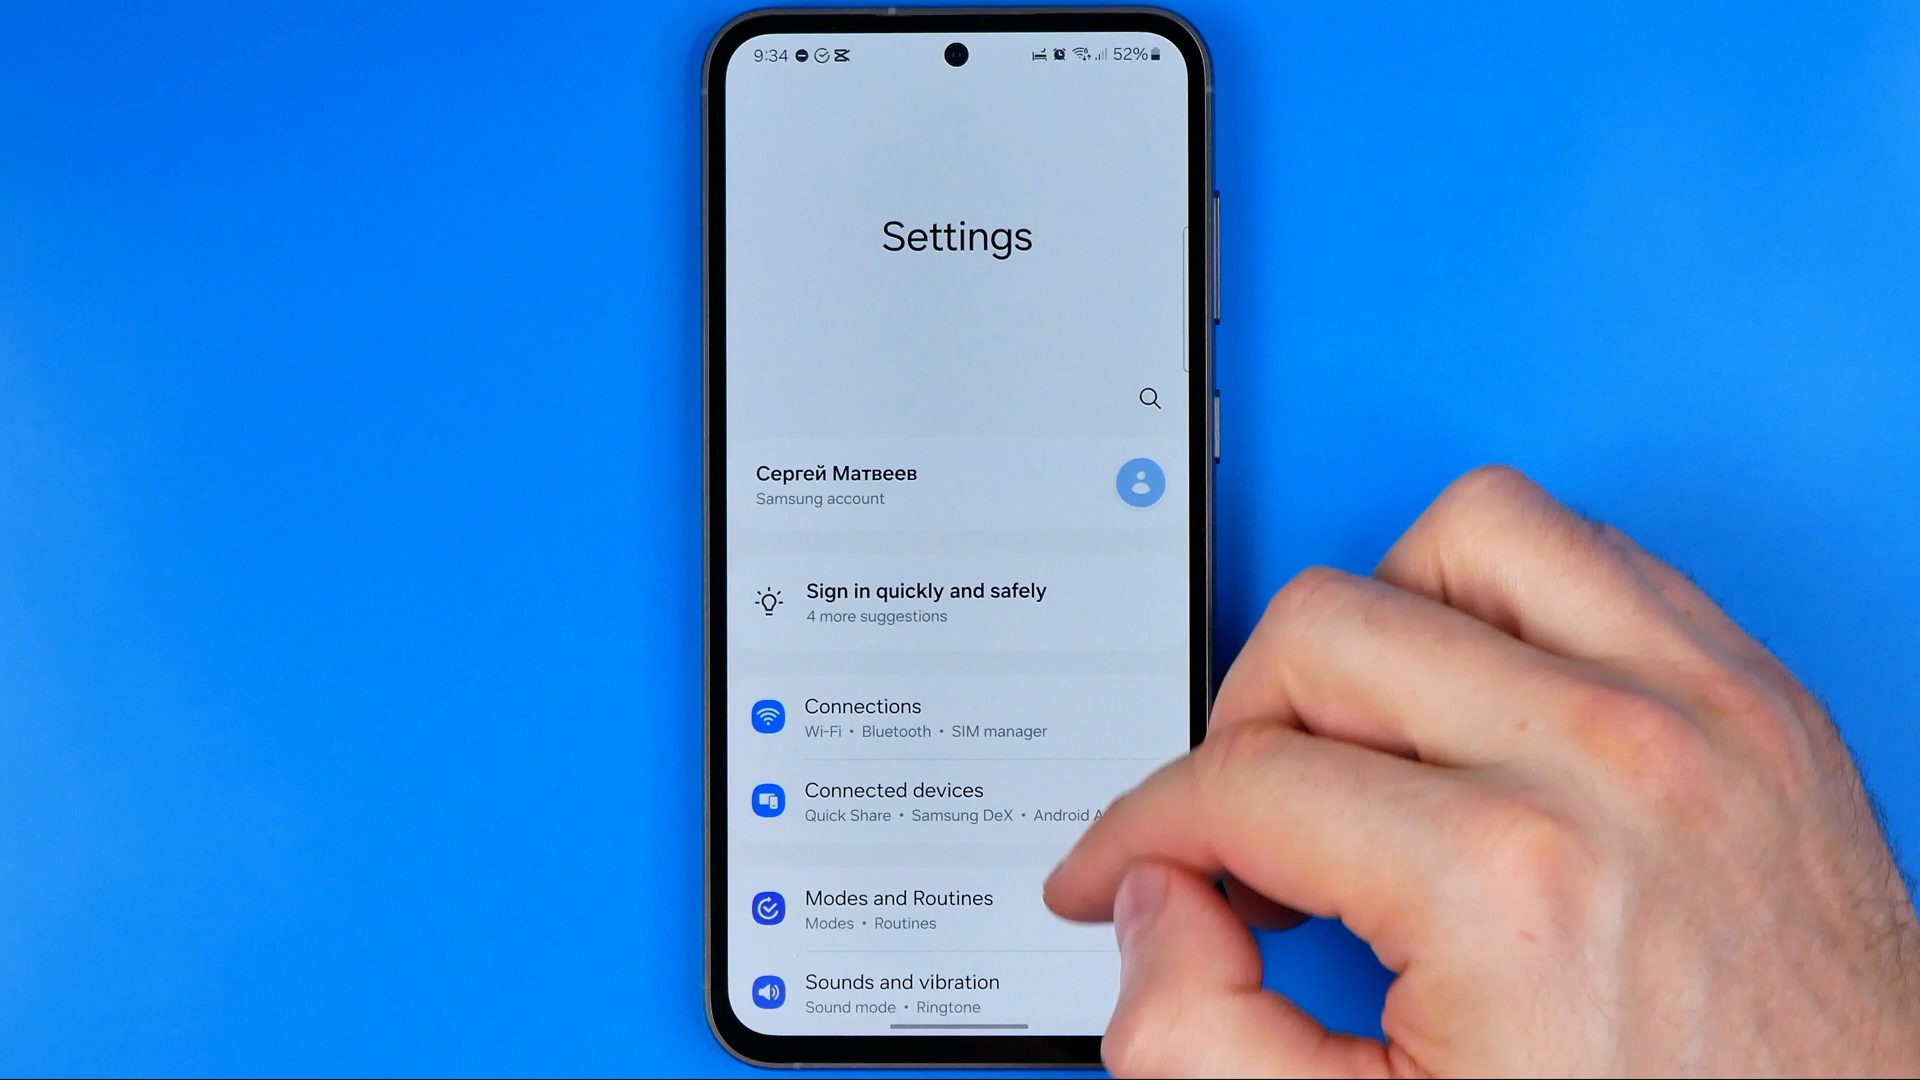 9:34 52%
Settings
Сергей Матвеев
Samsung account
Sign in quickly and safely
4 more suggestions
Connections
Wi-Fi • Bluetooth • SIM manager
Connected devices
Quick Share • Samsung DeX • Android
Modes and Routines
Modes • Routines
Sounds and vibration
Sound mode • Ringtone